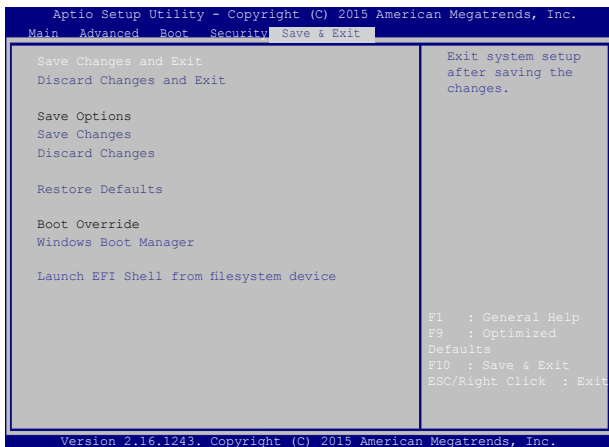 Aptio Setup Utility - Copyright (C) 2015 American Megatrends, Inc.
Main Advanced Boot Security Save & Exit
Save Changes and Exit
Discard Changes and Exit
Save Options
Save Changes
Discard Changes
Restore Defaults
Boot Override
Windows Boot Manager
Launch EFI Shell from filesystem device
Exit system setup
after saving the
changes.
F1 : General Help
F9 : Optimized
Defaults
F10 : Save & Exit
ESC/Right Click : Exit
Version 2.16.1243. Copyright (C) 2015 American Megatrends, Inc.